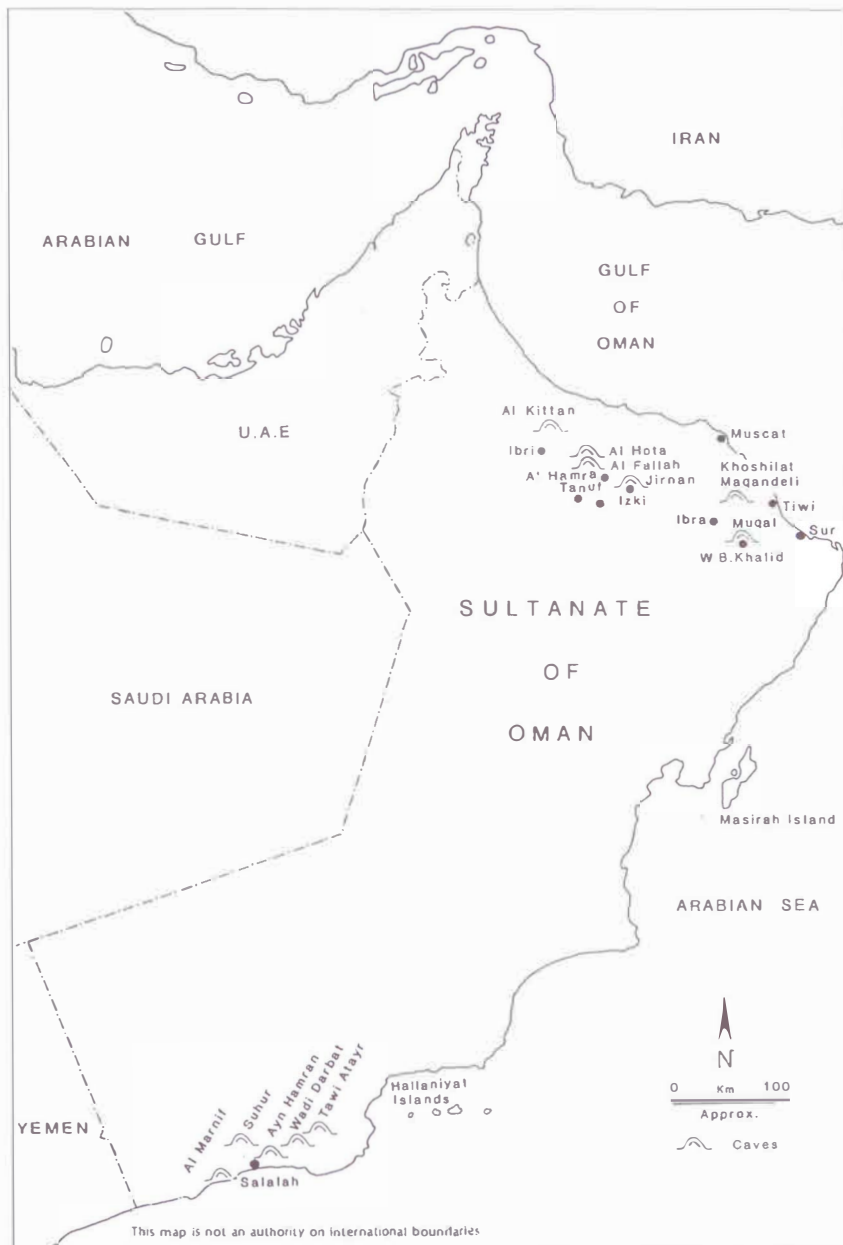 IRAN
ARABIAN GULF
GULF
OF
OMAN
U.A.E
Al Kittan
Ibri
Al Hota
Al Fallah
A' Hamra
Jirnan
Tanuf
Izki
Muscat
Khoshilat
Maqandeli
Tiwi
Ibra
Muqal
Sur
W B.Khalid
SULTANATE
OF
OMAN
SAUDI ARABIA
Masirah Island
ARABIAN SEA
N
0 Km 100
Approx.
Caves
Hallaniyat
Islands
YEMEN
Al Marnif
Suhur
Ayn Hamran
Wadi Darbat
Tawi Atayr
Salalah
This map is not an authority on international boundaries